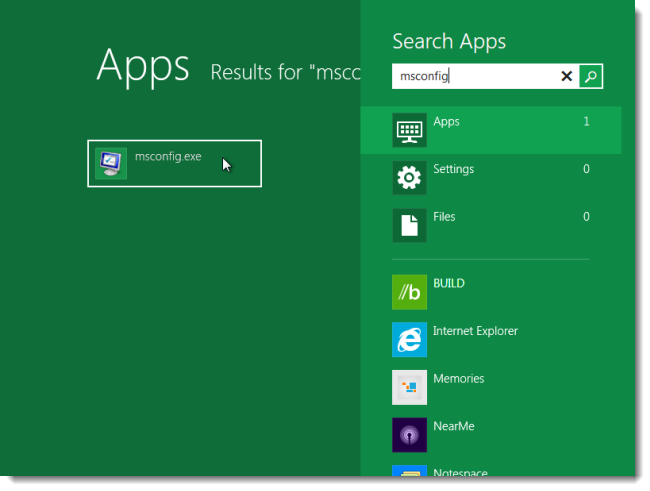 Apps Results for "mscc
msconfig.exe
Search Apps
msconfig
Apps 1
Settings 0
Files 0
//b BUILD
Internet Explorer
Memories
NearMe
Notespace